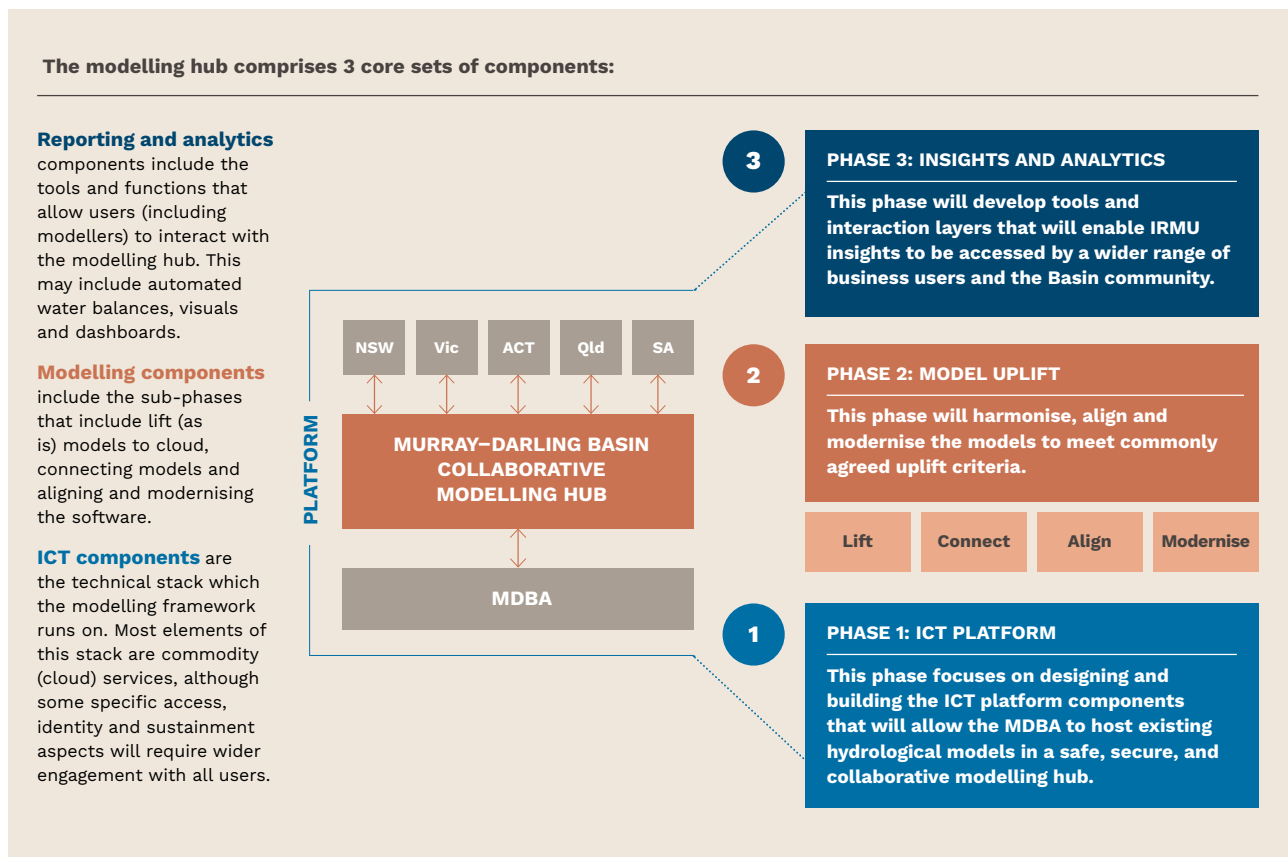 The modelling hub comprises 3 core sets of components:
Reporting and analytics
components include the
tools and functions that
allow users (including
modellers) to interact with
the modelling hub. This
may include automated
water balances, visuals
and dashboards.
Modelling components
include the sub-phases
that include lift (as
is) models to cloud,
connecting models and
aligning and modernising
the software.
ICT components are
the technical stack which
the modelling framework
runs on. Most elements of
this stack are commodity
(cloud) services, although
some specific access,
identity and sustainment
aspects will require wider
engagement with all users.
PLATFORM
NSW
Vic
ACT
Qld
SA
MURRAY–DARLING BASIN
COLLABORATIVE
MODELLING HUB
MDBA
3
PHASE 3: INSIGHTS AND ANALYTICS
This phase will develop tools and
interaction layers that will enable IRMU
insights to be accessed by a wider range of
business users and the Basin community.
2
PHASE 2: MODEL UPLIFT
This phase will harmonise, align and
modernise the models to meet commonly
agreed uplift criteria.
Lift
Connect
Align
Modernise
1
PHASE 1: ICT PLATFORM
This phase focuses on designing and
building the ICT platform components
that will allow the MDBA to host existing
hydrological models in a safe, secure, and
collaborative modelling hub.